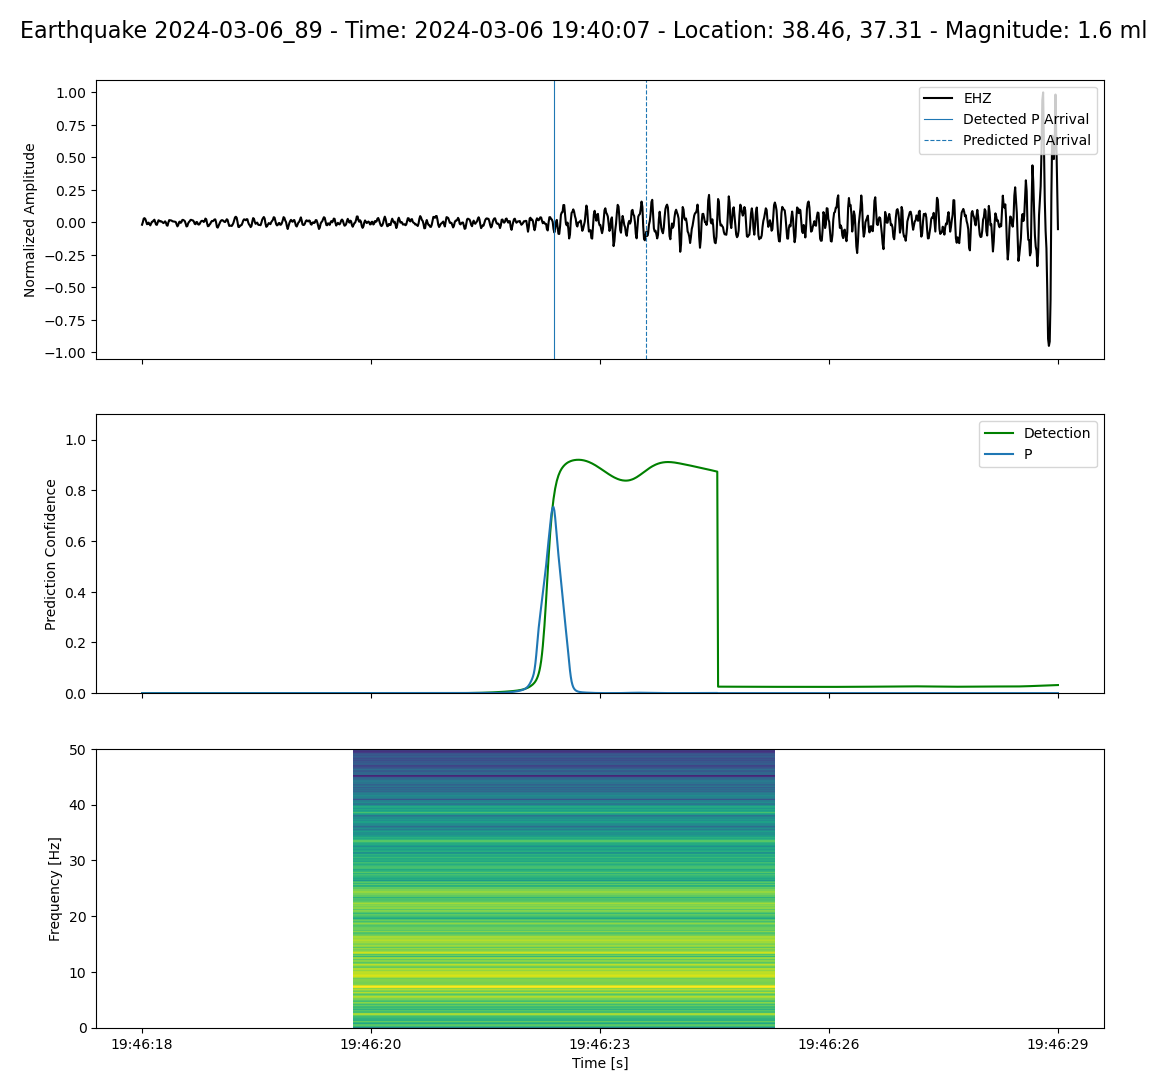 Earthquake 2024-03-06_89 - Time: 2024-03-06 19:40:07 - Location: 38.46, 37.31 - Magnitude: 1.6 ml
Normalized Amplitude
1.00
0.75
0.50
0.25
0.00
−0.25
−0.50
−0.75
−1.00
EHZ
Detected P Arrival
Predicted P Arrival
Prediction Confidence
1.0
0.8
0.6
0.4
0.2
0.0
Detection
P
Frequency [Hz]
50
40
30
20
10
0
19:46:18 19:46:20 19:46:23 19:46:26 19:46:29
Time [s]